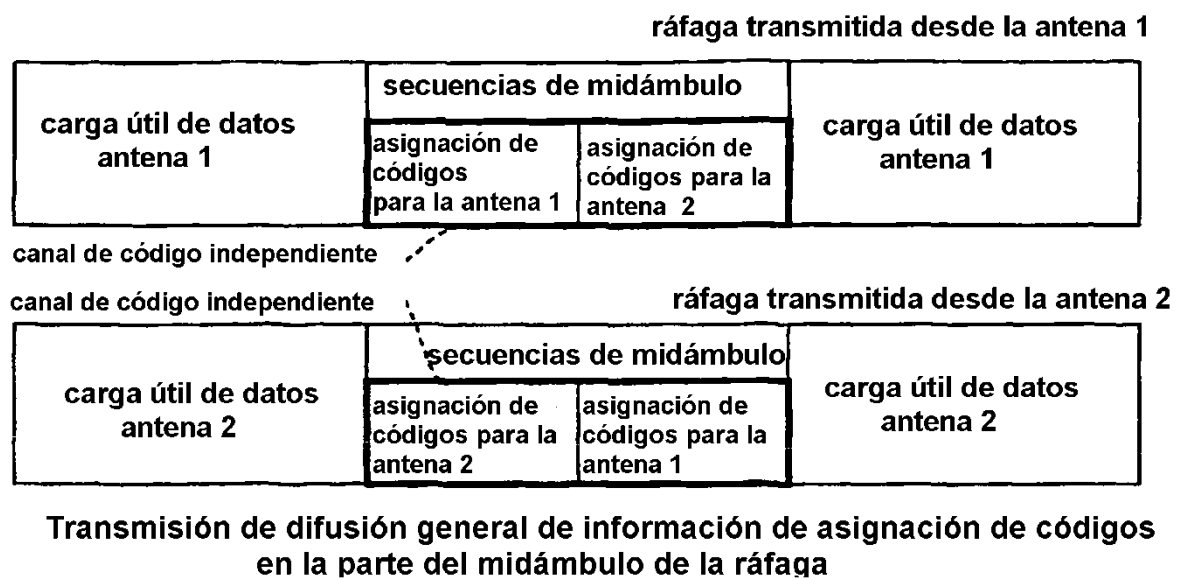 ráfaga transmitida desde la antena 1
carga útil de datos
antena 1
secuencias de midámbulo
asignación de
códigos
para la antena 1
asignación de
códigos para la
antena 2
carga útil de datos
antena 1
canal de código independiente
canal de código independiente
ráfaga transmitida desde la antena 2
carga útil de datos
antena 2
secuencias de midámbulo
asignación de
códigos para la
antena 2
asignación de
códigos para la
antena 1
carga útil de datos
antena 2
Transmisión de difusión general de información de asignación de códigos
en la parte del midámbulo de la ráfaga